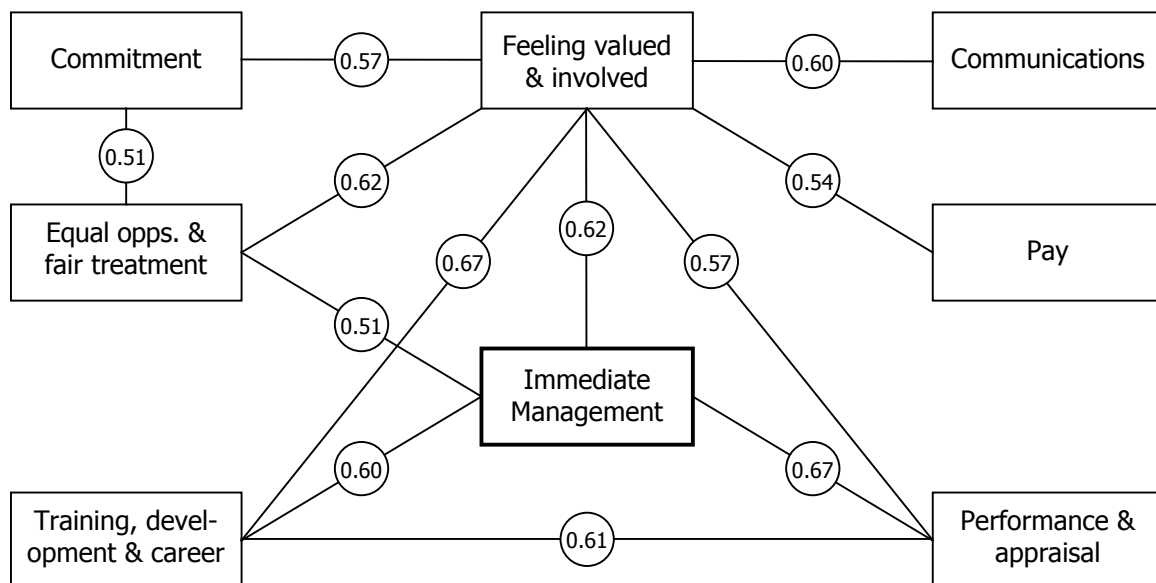 Commitment
0.57
Feeling valued
& involved
0.60
Communications
0.51
0.62
0.54
Equal opps. &
fair treatment
0.67
0.62
0.57
Pay
0.51
Immediate
Management
0.60
0.67
Training, devel-
opment & career
0.61
Performance &
appraisal